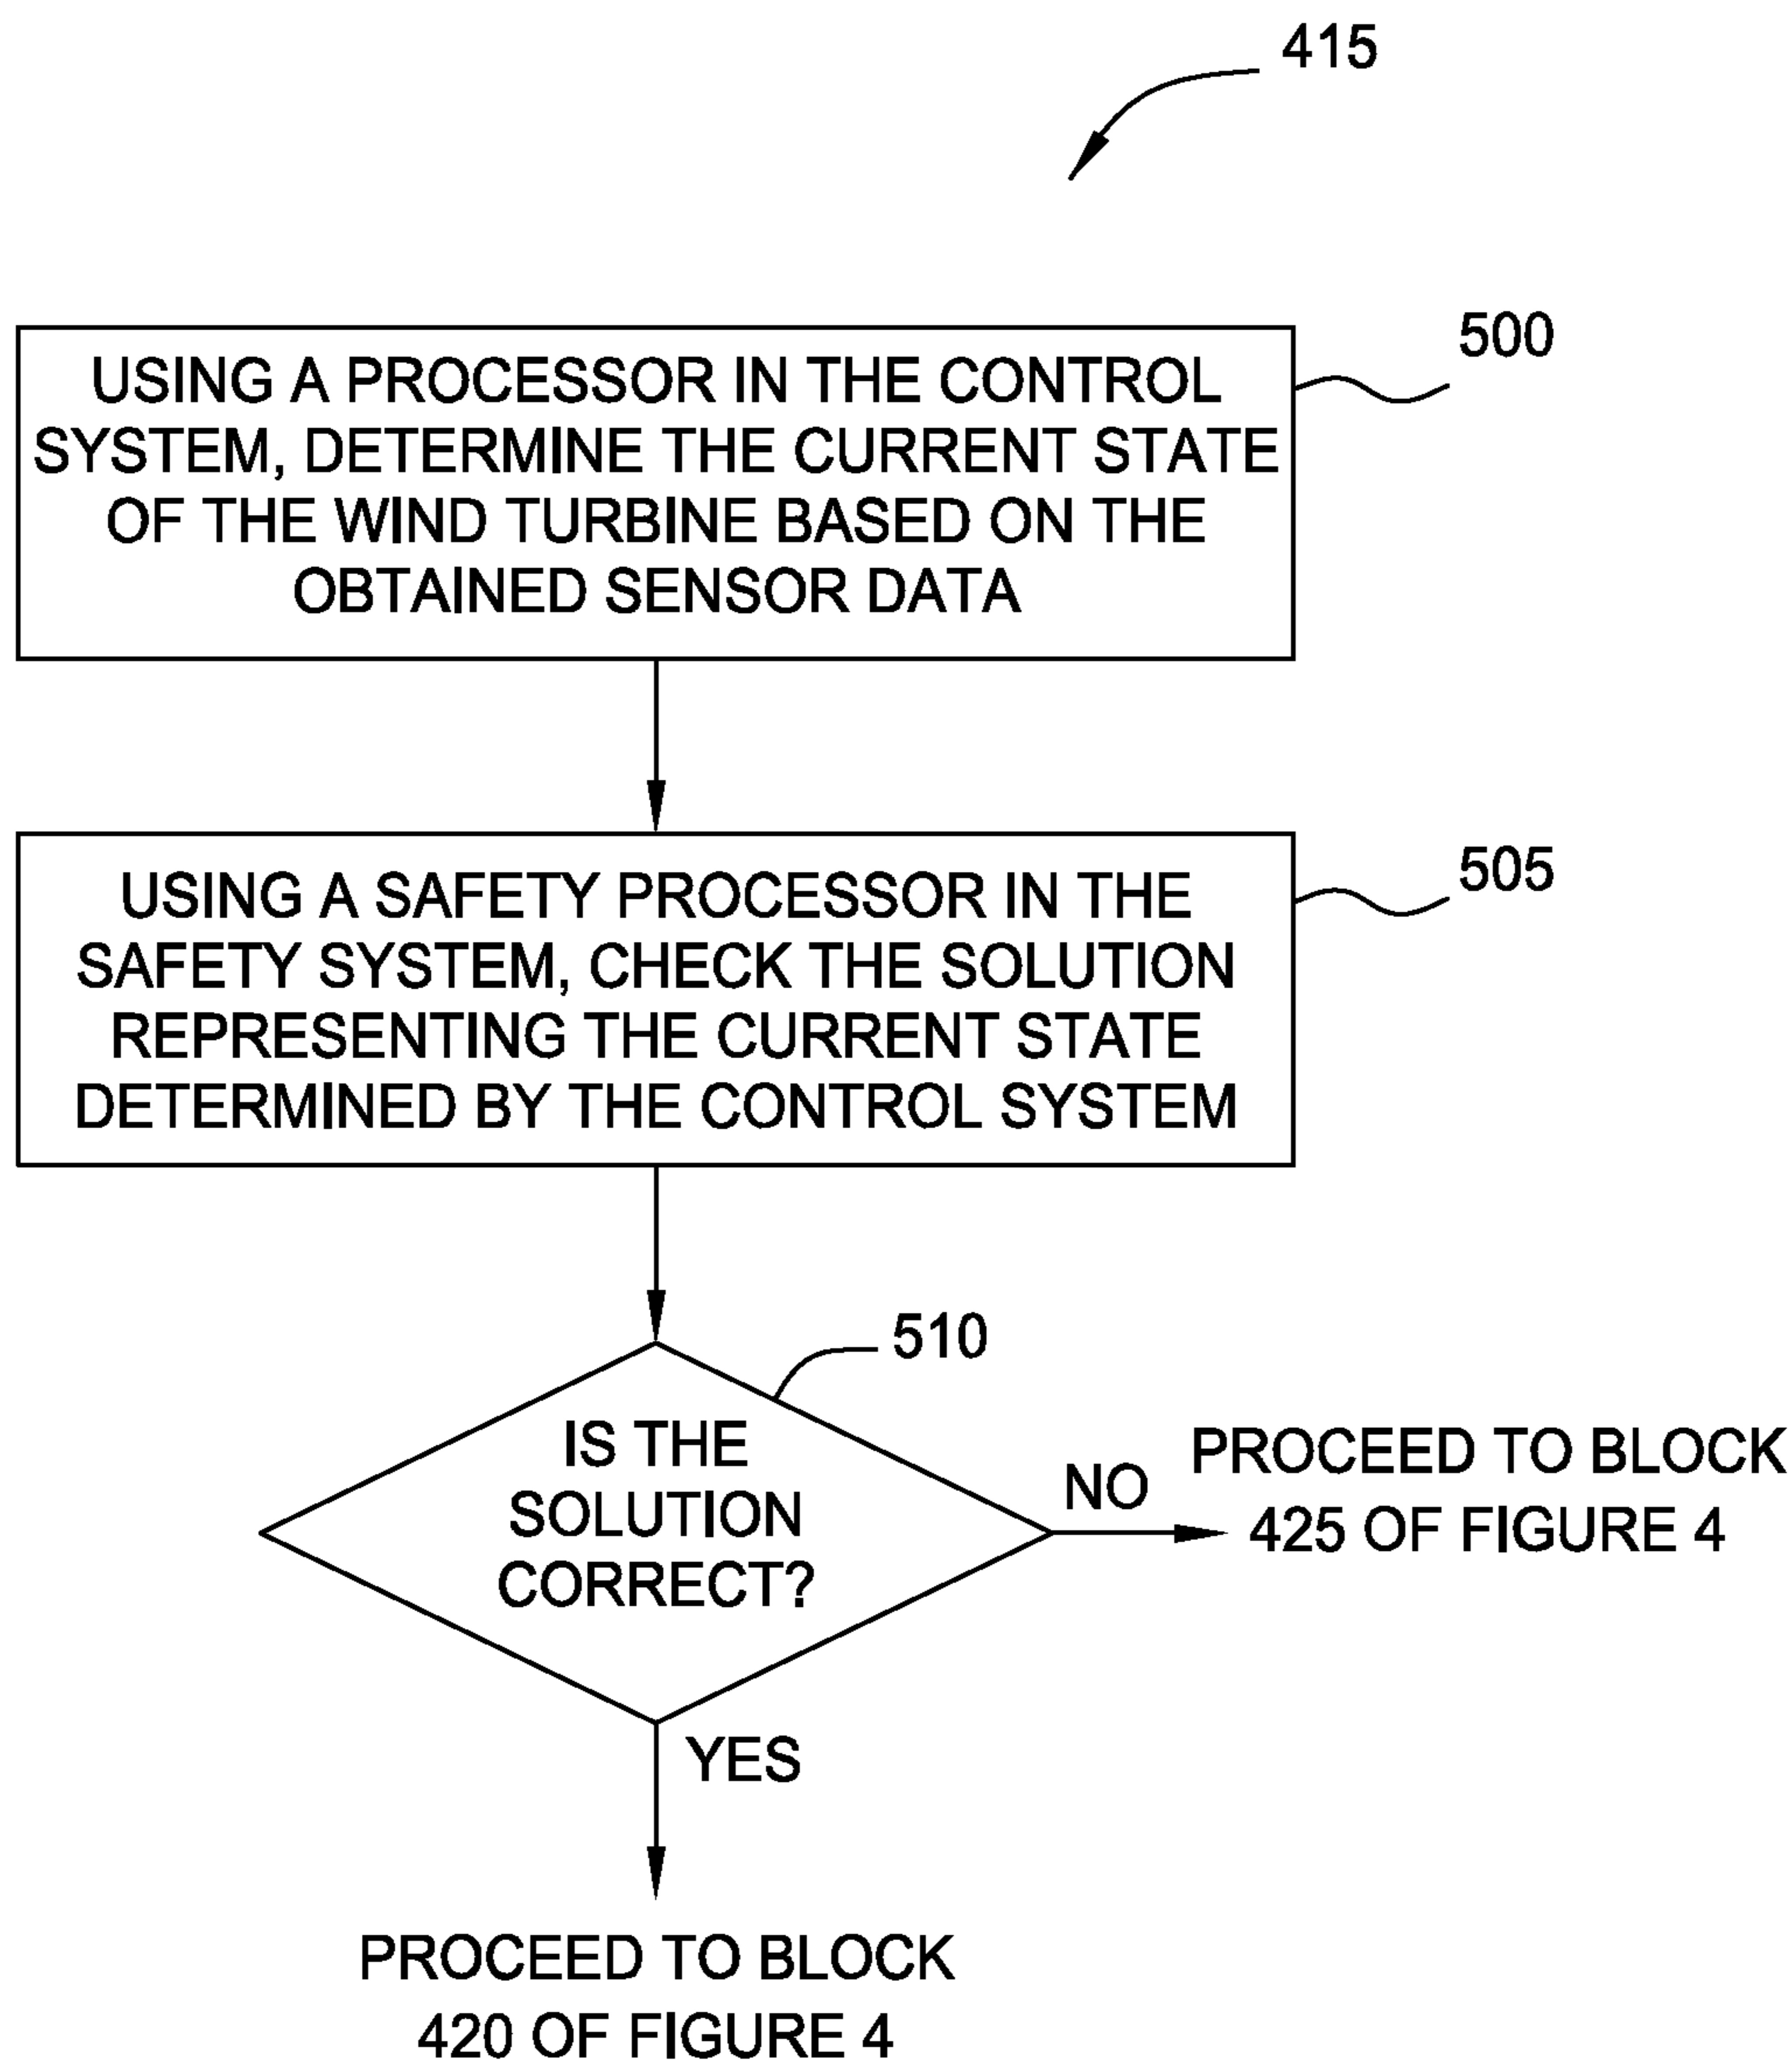 415
500
USING A PROCESSOR IN THE CONTROL
SYSTEM, DETERMINE THE CURRENT STATE
OF THE WIND TURBINE BASED ON THE
OBTAINED SENSOR DATA
505
USING A SAFETY PROCESSOR IN THE
SAFETY SYSTEM, CHECK THE SOLUTION
REPRESENTING THE CURRENT STATE
DETERMINED BY THE CONTROL SYSTEM
510
IS THE
SOLUTION
CORRECT?
NO
PROCEED TO BLOCK
425 OF FIGURE 4
YES
PROCEED TO BLOCK
420 OF FIGURE 4